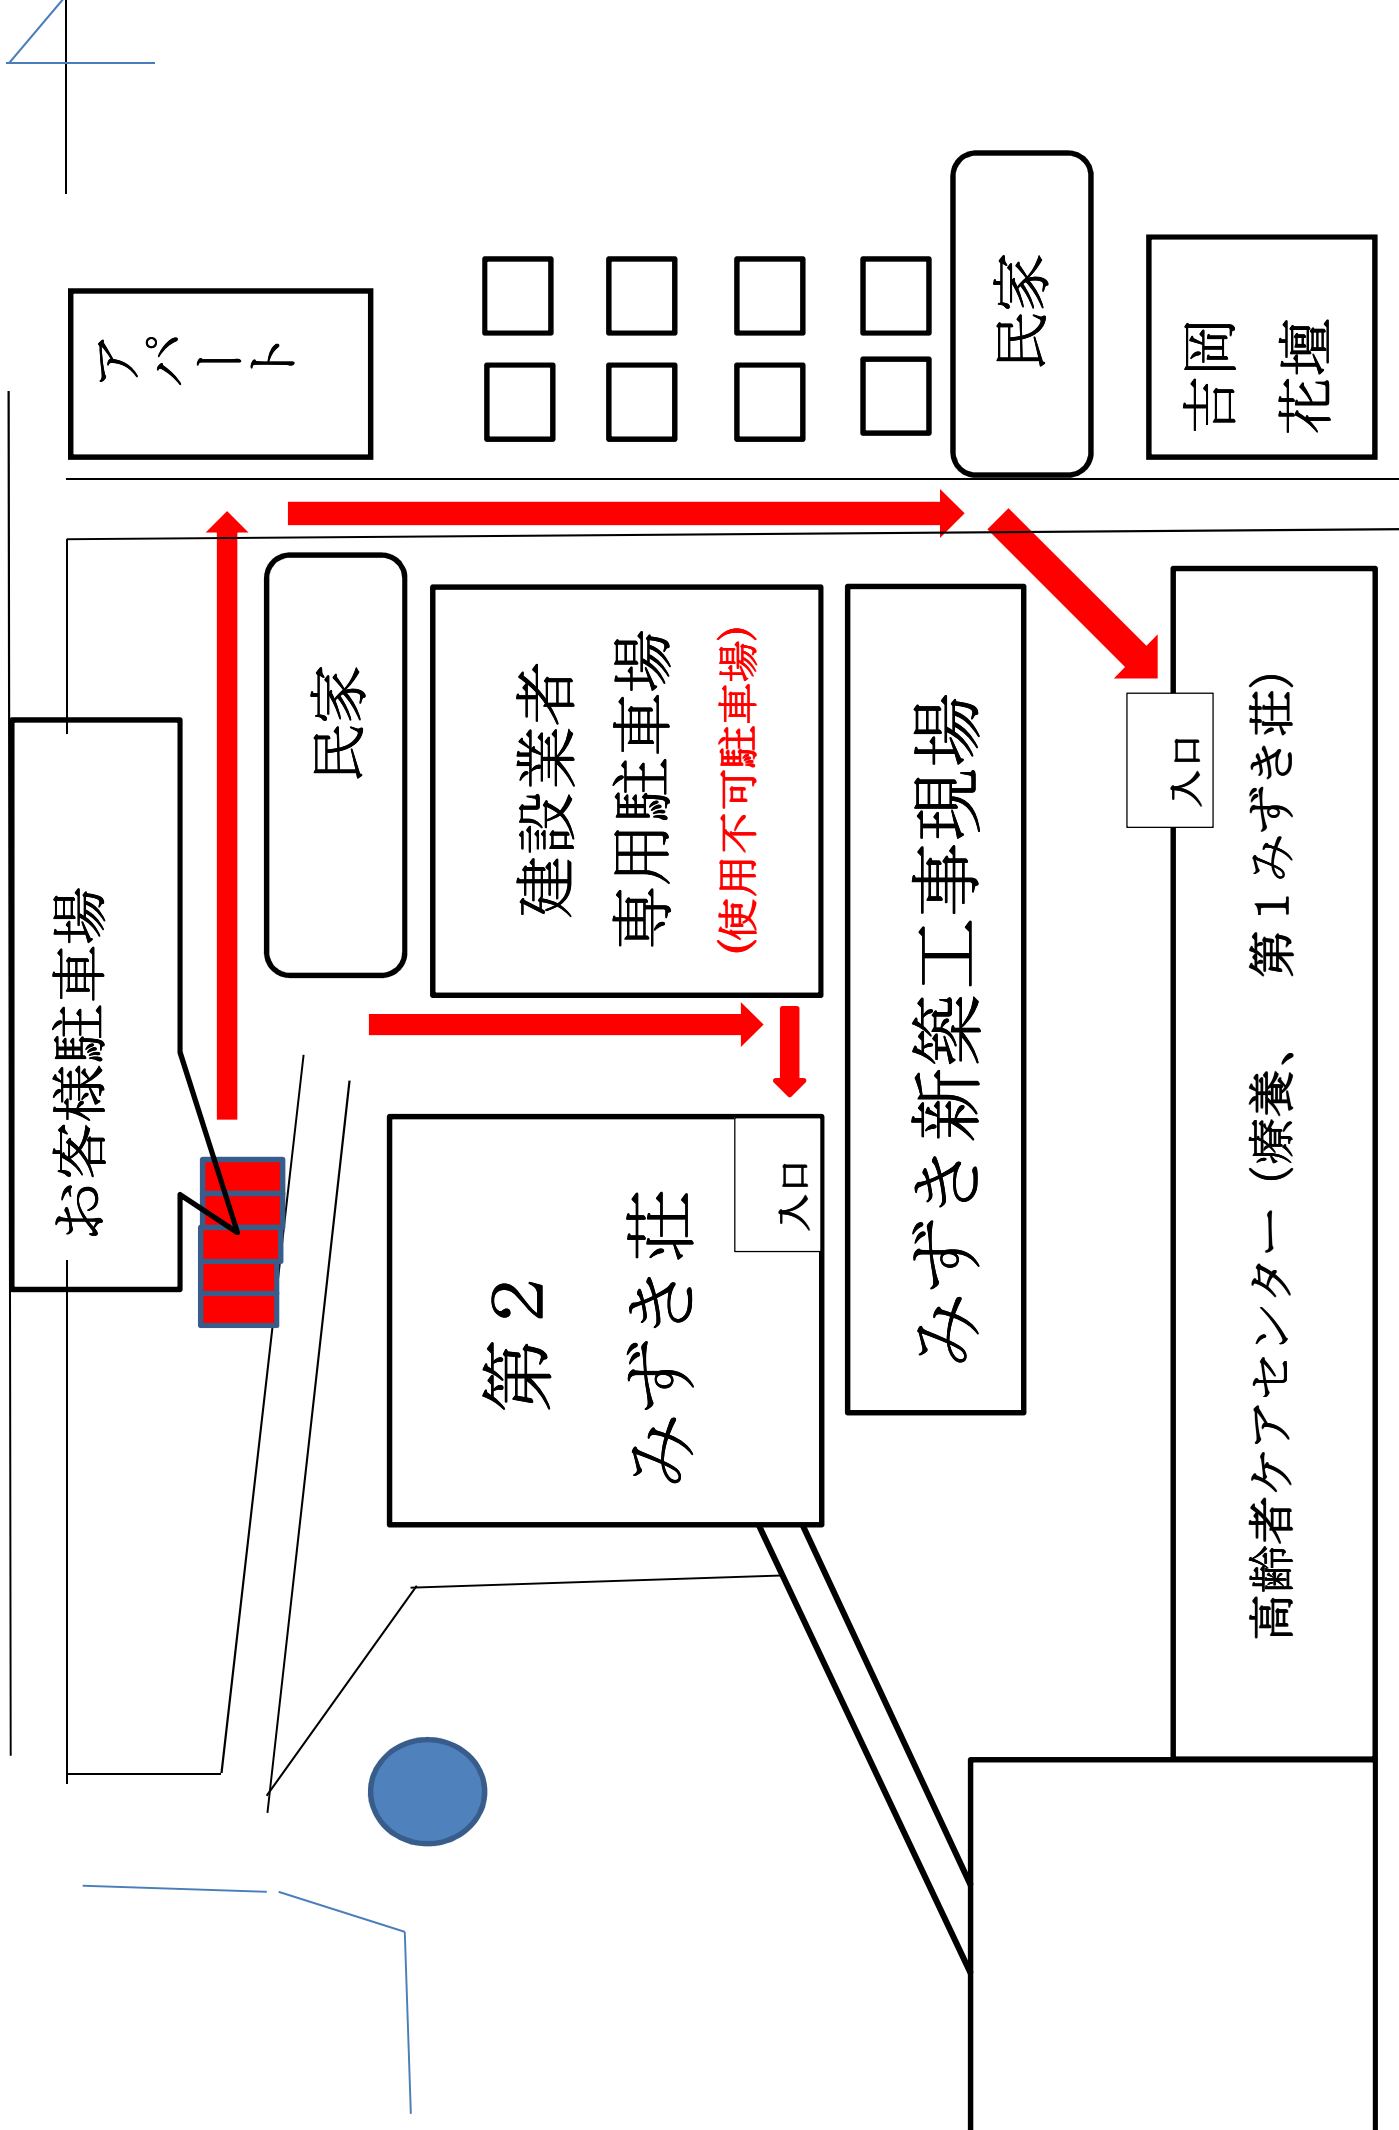 お客様駐車場
アパート
民家
建設業者
専用駐車場
(使用不可駐車場)
第２
みずき荘
入口
みずき新築工事現場
民家
吉岡
花壇
入口
高齢者ケアセンター（療養、　第１みずき荘）